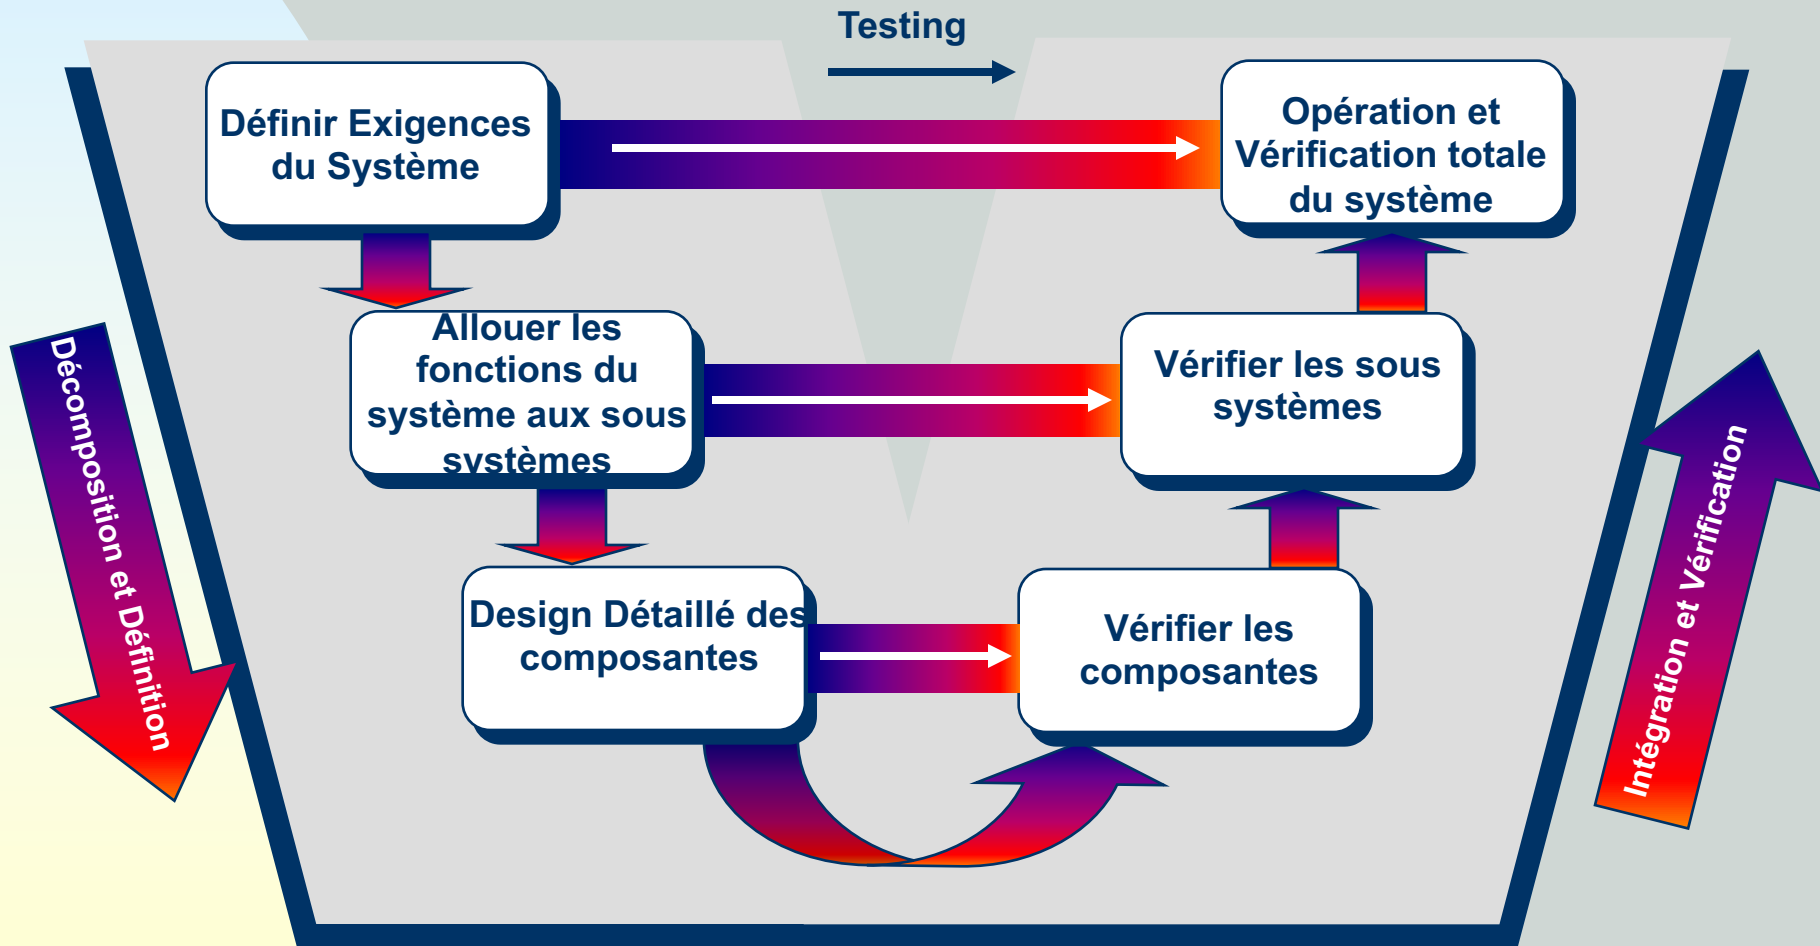 Testing
Définir Exigences
du Système
Opération et
Vérification totale
du système
Allouer les
fonctions du
système aux sous
systèmes
Vérifier les sous
systèmes
Décomposition et Définition
Intégration et Vérification
Design Détaillé des
composantes
Vérifier les
composantes